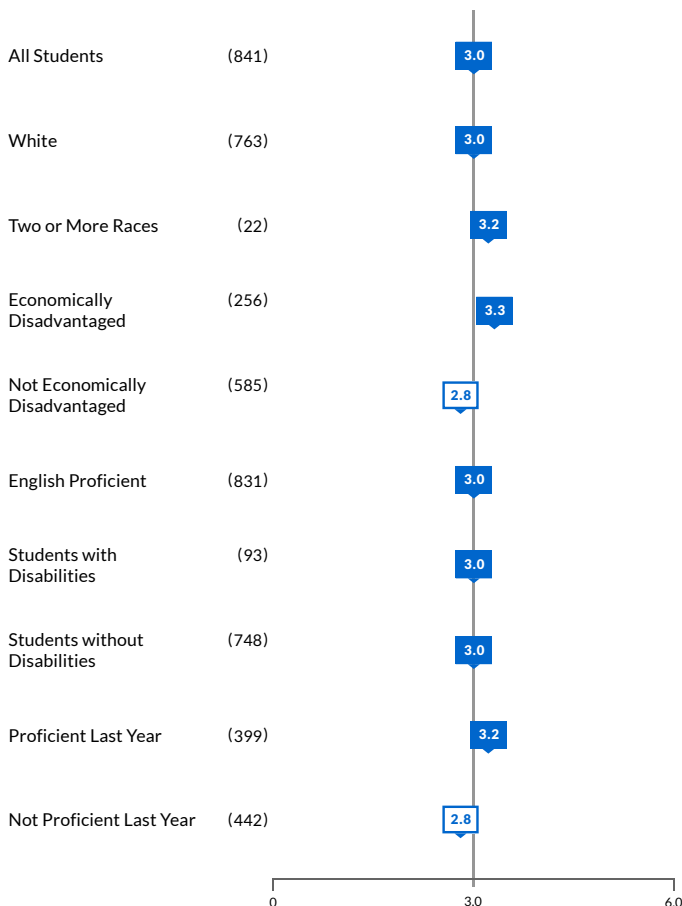 All Students (841) 3.0
White (763) 3.0
Two or More Races (22) 3.2
Economically (256)
Disadvantaged 3.3
Not Economically (585)
Disadvantaged 2.8
English Proficient (831) 3.0
Students with (93)
Disabilities 3.0
Students without (748)
Disabilities 3.0
Proficient Last Year (399) 3.2
Not Proficient Last Year (442) 2.8
0 3.0 6.0